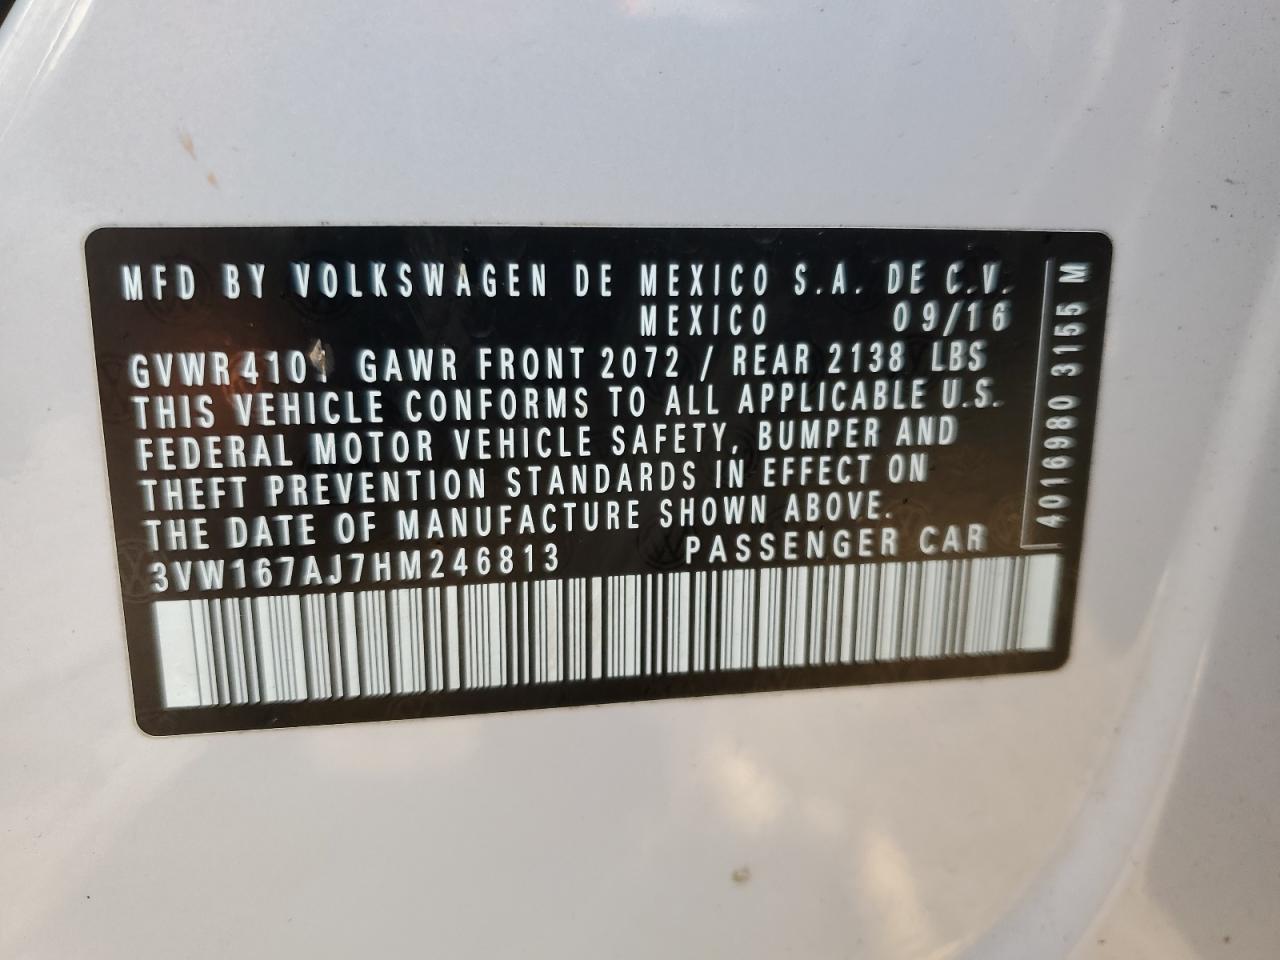 MFD BY VOLKSWAGEN DE MEXICO S.A. DE C.V.
MEXICO 09/16
GVWR 4101 GAWR FRONT 2072 / REAR 2138 LBS
THIS VEHICLE CONFORMS TO ALL APPLICABLE U.S.
FEDERAL MOTOR VEHICLE SAFETY, BUMPER AND
THEFT PREVENTION STANDARDS IN EFFECT ON
THE DATE OF MANUFACTURE SHOWN ABOVE.
3VW167AJ7HM246813 PASSENGER CAR
4016980 3155 M